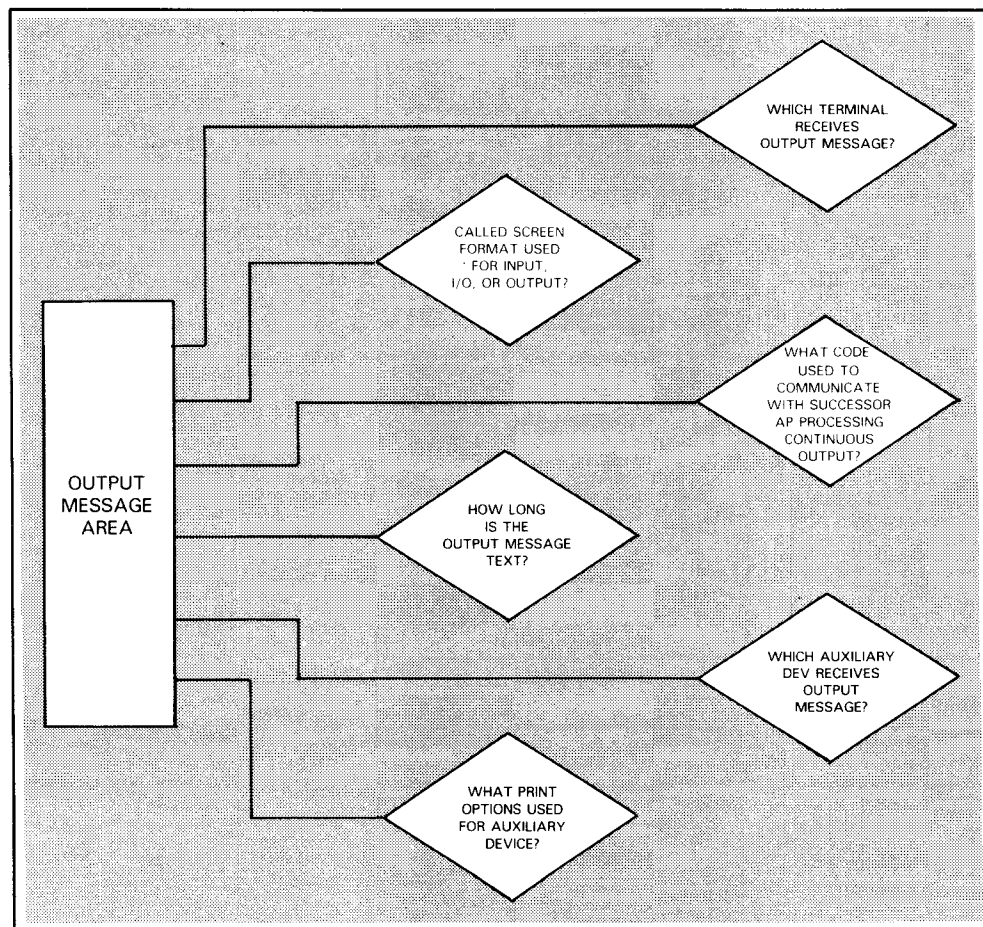 WHICH TERMINAL
RECEIVES
OUTPUT MESSAGE?
CALLED SCREEN
FORMAT USED
FOR INPUT,
I/O, OR OUTPUT?
WHAT CODE
USED TO
COMMUNICATE
WITH SUCCESSOR
AP PROCESSING
CONTINUOUS
OUTPUT?
OUTPUT
MESSAGE
AREA
HOW LONG
IS THE
OUTPUT MESSAGE
TEXT?
WHICH AUXILIARY
DEV RECEIVES
OUTPUT
MESSAGE?
WHAT PRINT
OPTIONS USED
FOR AUXILIARY
DEVICE?